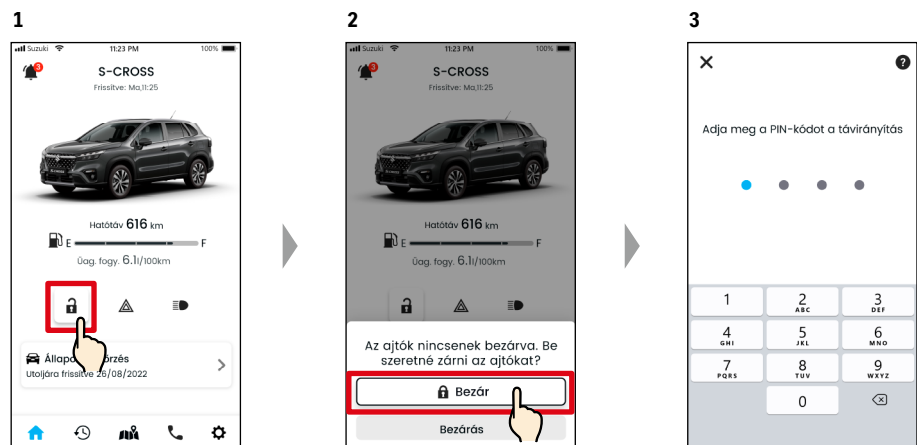 1
Suzuki 11:23 PM 100%
3
S-CROSS
Frissítve: Ma,11:25
Hatótáv 616 km
E F
Üag. fogy. 6.1l/100km
Utoljára frissítve 26/08/2022
2
Suzuki 11:23 PM 100%
3
S-CROSS
Frissítve: Ma,11:25
Hatótáv 616 km
E F
Üag. fogy. 6.1l/100km
Az ajtók nincsenek bezárva. Be
szeretné zárni az ajtókat?
Bezár
Bezárás
3
?
Adja meg a PIN-kódot a távirányítás
1 2 3
ABC DEF
4 5 6
GHI JKL MNO
7 8 9
PQRS TUV WXYZ
0